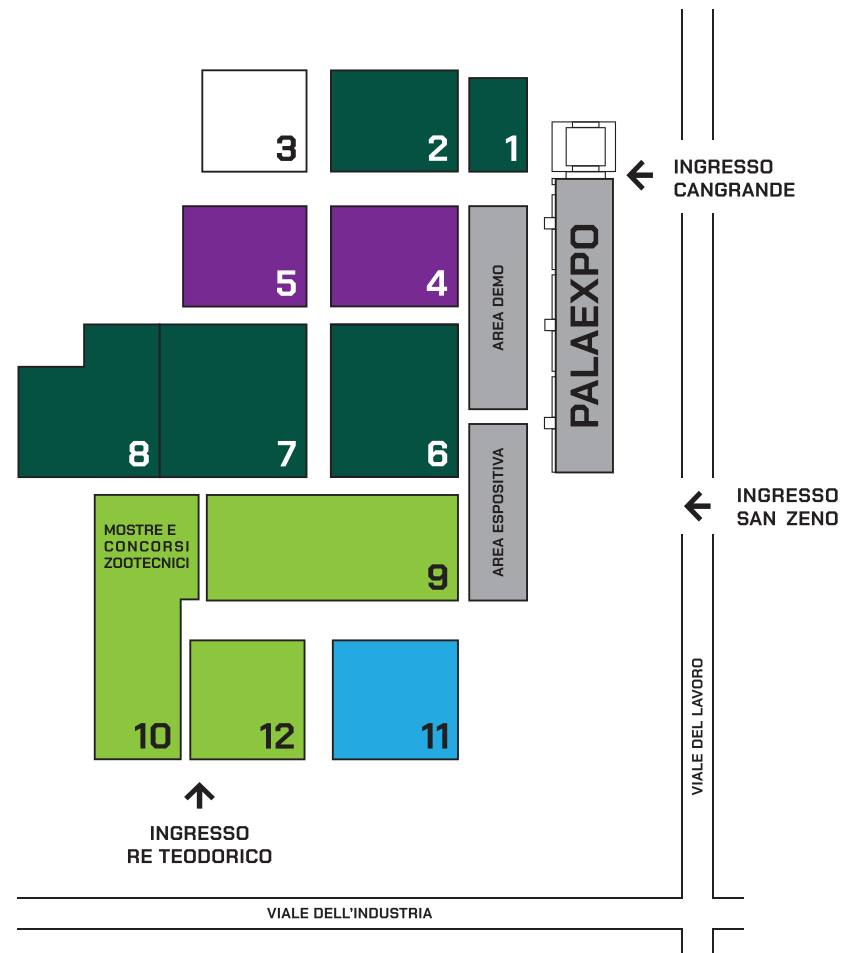 3
2
1
INGRESSO
CANGRANDE
5
4
AREA DEMO
PALAEXPO
8
7
6
AREA ESPOSITIVA
INGRESSO
SAN ZENO
MOSTRE E
CONCORSI
ZOOTECNICI
9
10
12
11
VIALE DEL LAVORO
INGRESSO
RE TEODORICO
VIALE DELL'INDUSTRIA